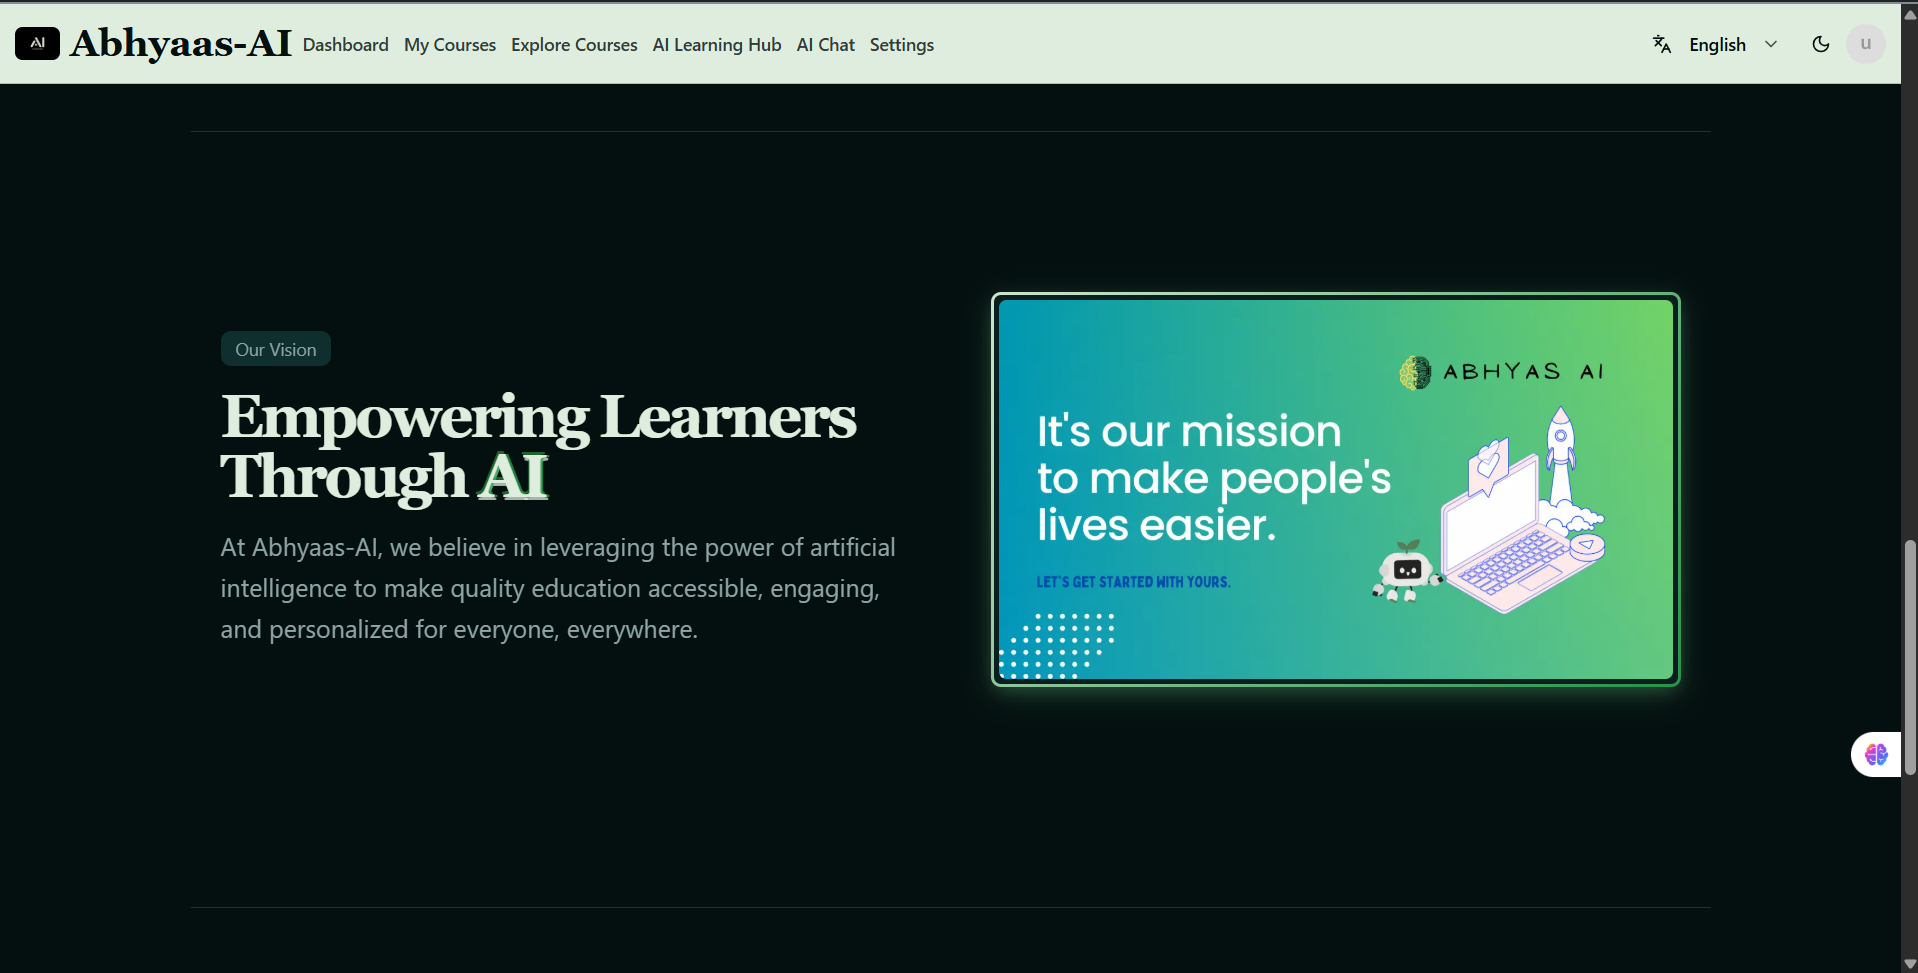 AI Abhyaas-AI Dashboard My Courses Explore Courses AI Learning Hub AI Chat Settings English u
Our Vision
Empowering Learners
Through AI
At Abhyaas-AI, we believe in leveraging the power of artificial
intelligence to make quality education accessible, engaging,
and personalized for everyone, everywhere.
ABHYAS AI
It's our mission
to make people's
lives easier.
LET'S GET STARTED WITH YOURS.